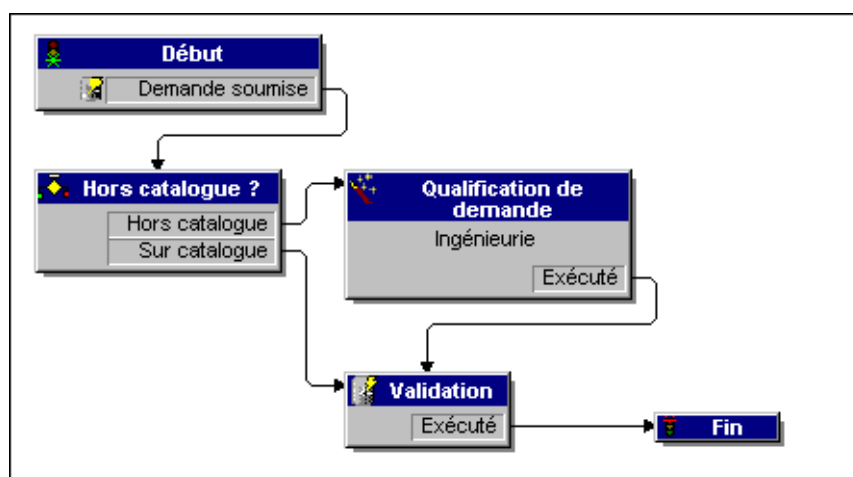 Début
Demande soumise
Hors catalogue ?
Hors catalogue
Sur catalogue
Qualification de
demande
Ingénieurie
Exécuté
Validation
Exécuté
Fin